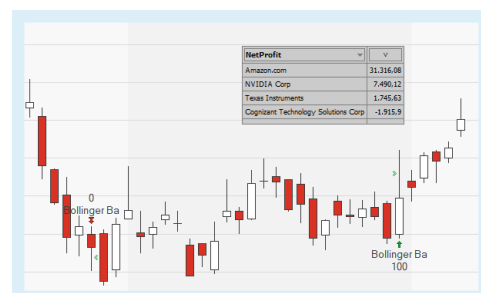 NetProfit v
Amazon.com 31.316,08
NVIDIA Corp 7.490,12
Texas Instruments 1.745,63
Cognizant Technology Solutions Corp -1.915,9
0
Bollinger Ba
Bollinger Ba
100